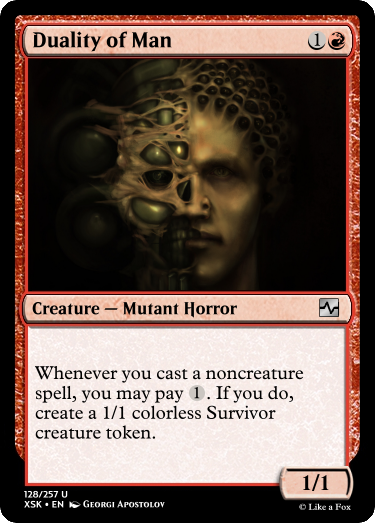 Duality of Man 1
Creature — Mutant Horror
Whenever you cast a noncreature
spell, you may pay 1. If you do,
create a 1/1 colorless Survivor
creature token.
1/1
128/257 U
XSK • EN Georgi Apostolov
© Like a Fox